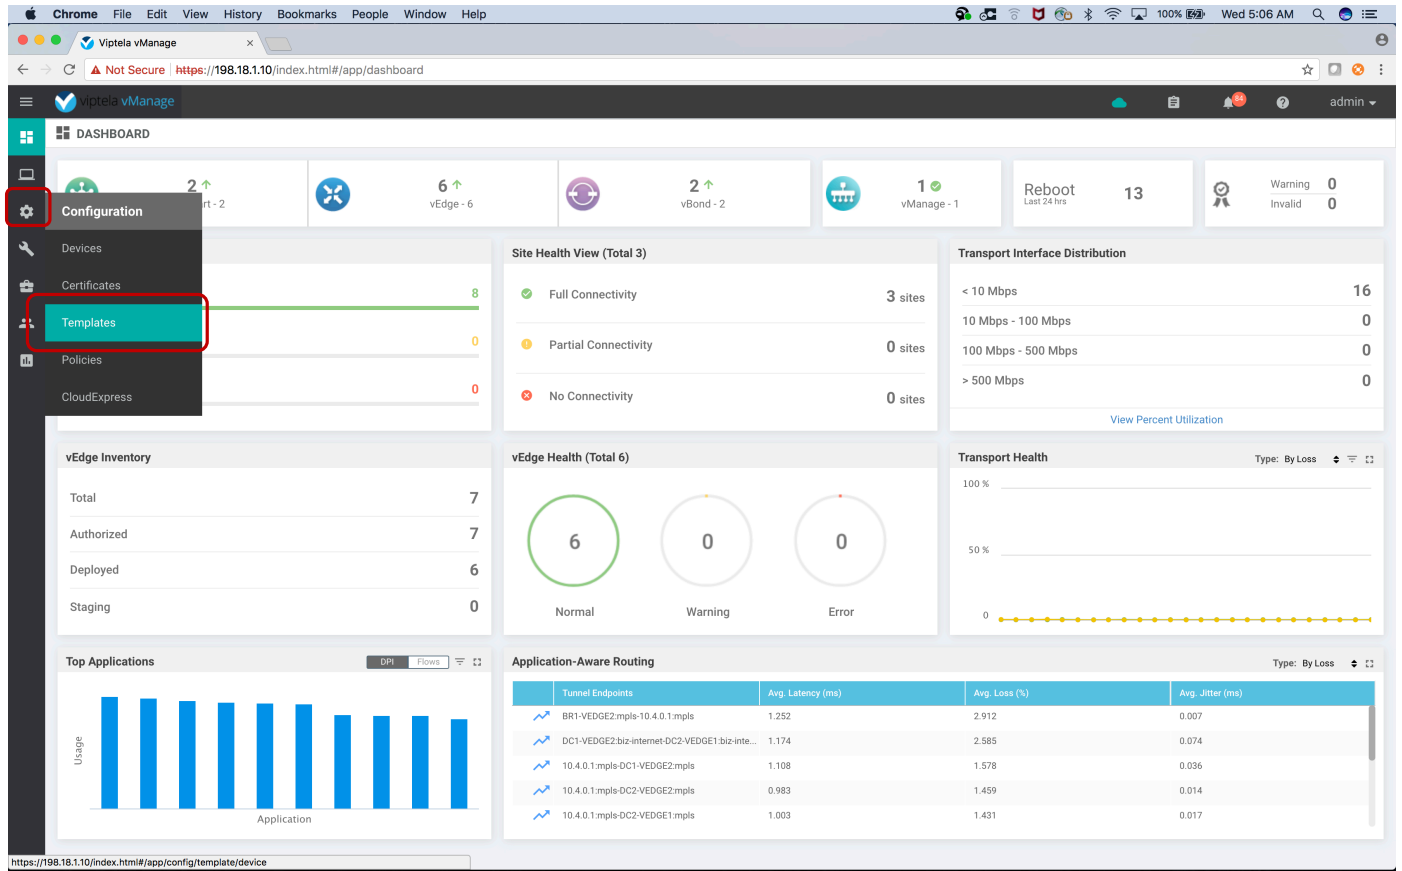 Chrome File Edit View History Bookmarks People Window Help
100%
Wed 5:06 AM
Viptela vManage ×
Not Secure https://198.18.1.10/index.html#/app/dashboard
viptela vManage
84
admin
DASHBOARD
2
rt - 2
6
vEdge - 6
2
vBond - 2
1
vManage - 1
Reboot
Last 24 hrs
13
Warning 0
Invalid 0
Configuration
Devices
Certificates
Templates
Policies
CloudExpress
8
0
0
Site Health View (Total 3)
Full Connectivity 3 sites
Partial Connectivity 0 sites
No Connectivity 0 sites
Transport Interface Distribution
< 10 Mbps 16
10 Mbps - 100 Mbps 0
100 Mbps - 500 Mbps 0
> 500 Mbps 0
View Percent Utilization
vEdge Inventory
Total 7
Authorized 7
Deployed 6
Staging 0
vEdge Health (Total 6)
6 0 0
Normal Warning Error
Transport Health Type: By Loss
100 %
50 %
0
Top Applications DPI Flows
Usage
Application
Application-Aware Routing Type: By Loss
Tunnel Endpoints Avg. Latency (ms) Avg. Loss (%) Avg. Jitter (ms)
BR1-VEDGE2:mpls-10.4.0.1:mpls 1.252 2.912 0.007
DC1-VEDGE2:biz-internet-DC2-VEDGE1:biz-inte... 1.174 2.585 0.074
10.4.0.1:mpls-DC1-VEDGE2:mpls 1.108 1.578 0.036
10.4.0.1:mpls-DC2-VEDGE2:mpls 0.983 1.459 0.014
10.4.0.1:mpls-DC2-VEDGE1:mpls 1.003 1.431 0.017
https://198.18.1.10/index.html#/app/config/template/device